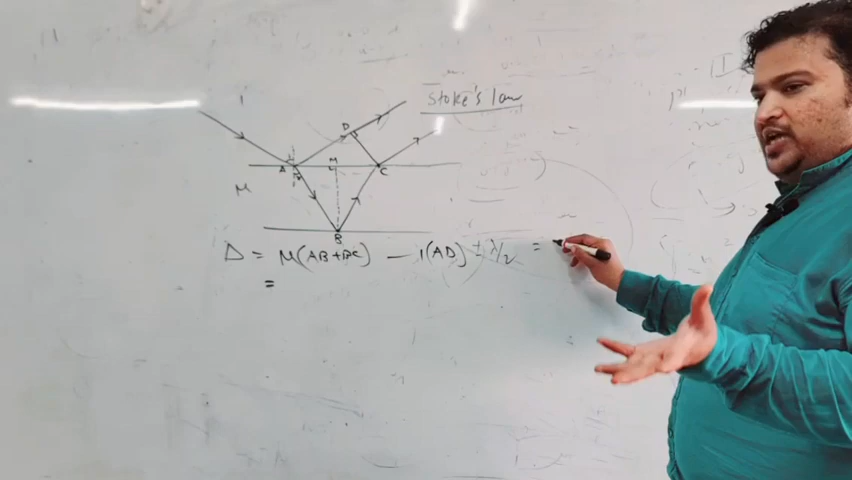 Stoke's law
D
M
A
C
μ
B
Δ = μ(AB+BC) - 1(AD) ± λ/2 =
=